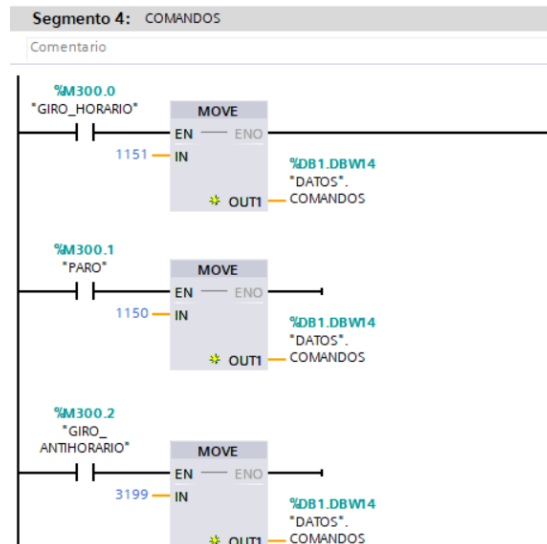 Segmento 4: COMANDOS
Comentario
%M300.0
"GIRO_HORARIO"
MOVE
EN ENO
1151 IN
%DB1.DBW14
"DATOS".
OUT1 COMANDOS
%M300.1
"PARO"
MOVE
EN ENO
1150 IN
%DB1.DBW14
"DATOS".
OUT1 COMANDOS
%M300.2
"GIRO_
ANTIHORARIO"
MOVE
EN ENO
3199 IN
%DB1.DBW14
"DATOS".
OUT1 COMANDOS